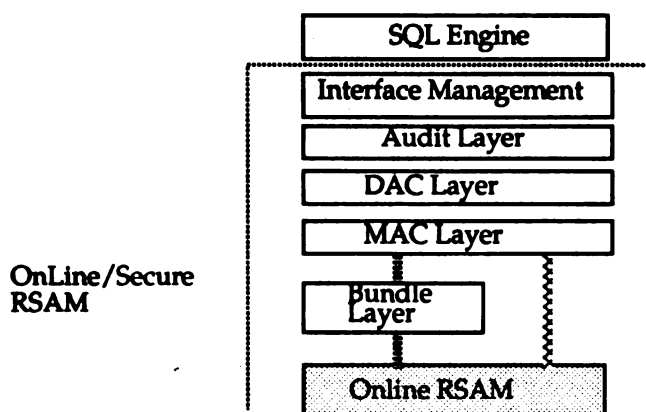 SQL Engine
Interface Management
Audit Layer
DAC Layer
MAC Layer
OnLine/Secure
RSAM
Bundle
Layer
Online RSAM